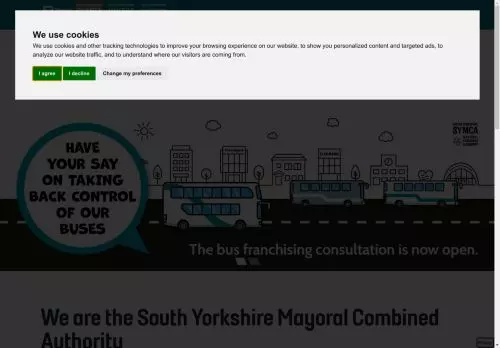 We use cookies
We use cookies and other tracking technologies to improve your browsing experience on our website, to show you personalized content and targeted ads, to
analyze our website traffic, and to understand where our visitors are coming from.
I agree
I decline
Change my preferences
SYMCA
HAVE
YOUR SAY
ON TAKING
BACK CONTROL
OF OUR
BUSES
The bus franchising consultation is now open.
We are the South Yorkshire Mayoral Combined
Authority